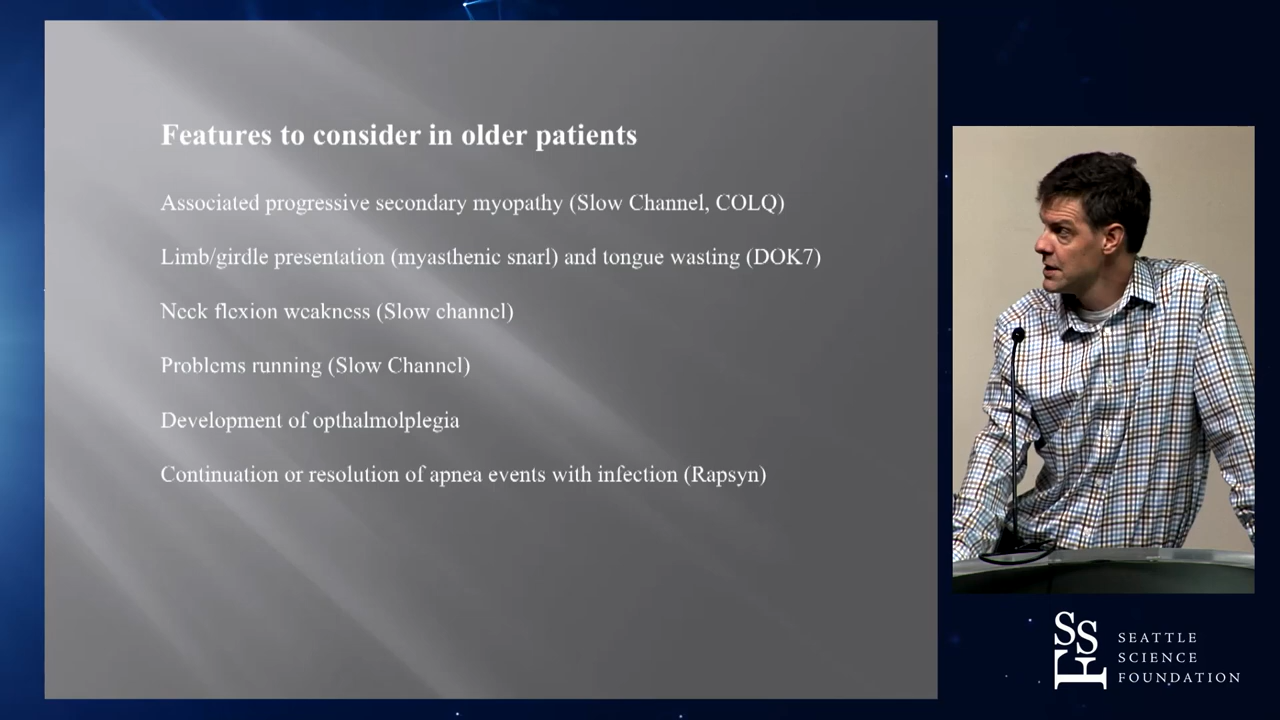 Features to consider in older patients
Associated progressive secondary myopathy (Slow Channel, COLQ)
Limb/girdle presentation (myasthenic snarl) and tongue wasting (DOK7)
Neck flexion weakness (Slow channel)
Problems running (Slow Channel)
Development of opthalmolplegia
Continuation or resolution of apnea events with infection (Rapsyn)
SSF
SEATTLE
SCIENCE
FOUNDATION